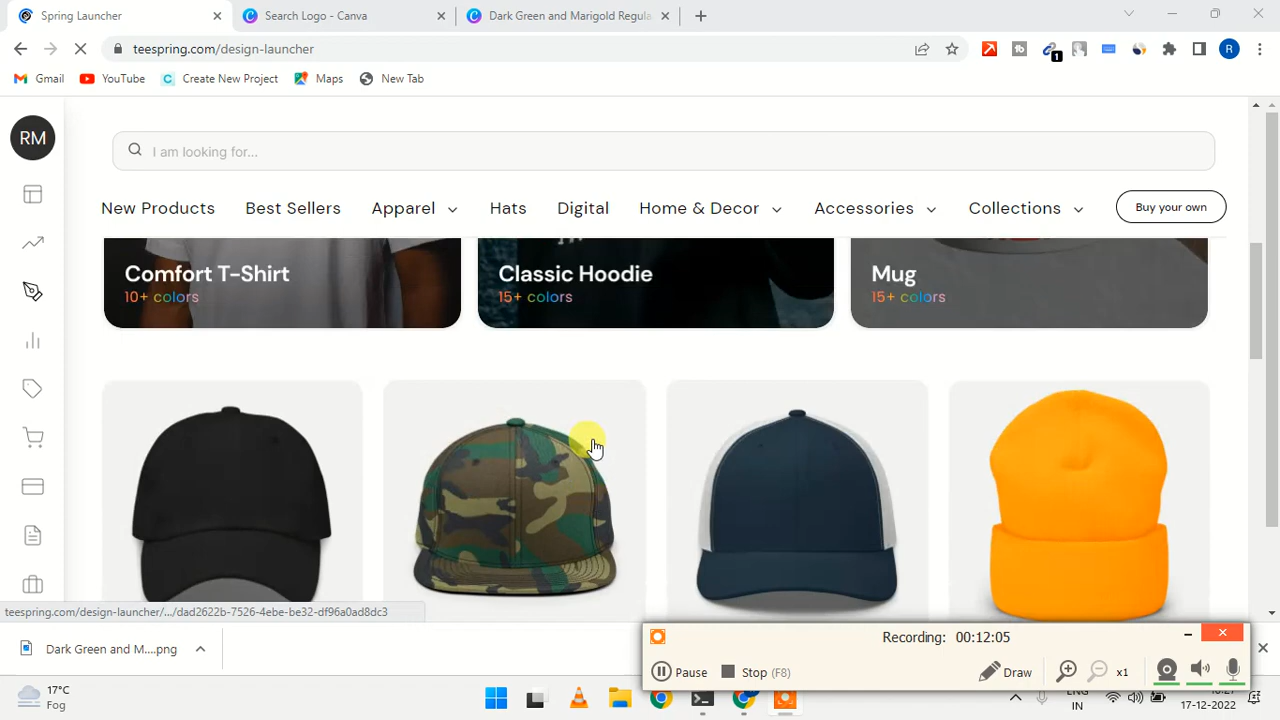 Spring Launcher
Search Logo - Canva
Dark Green and Marigold Regula
teespring.com/design-launcher
1
R
Gmail
YouTube
Create New Project
Maps
New Tab
RM
I am looking for...
New Products
Best Sellers
Apparel
Hats
Digital
Home & Decor
Accessories
Collections
Buy your own
Comfort T-Shirt
10+ colors
Classic Hoodie
15+ colors
Mug
15+ colors
teespring.com/design-launcher/.../dad2622b-7526-4ebe-be32-df96a0ad8dc3
Dark Green and M....png
Recording: 00:12:05
Pause
Stop (F8)
Draw
x1
17°C
Fog
ENG
IN
17-12-2022